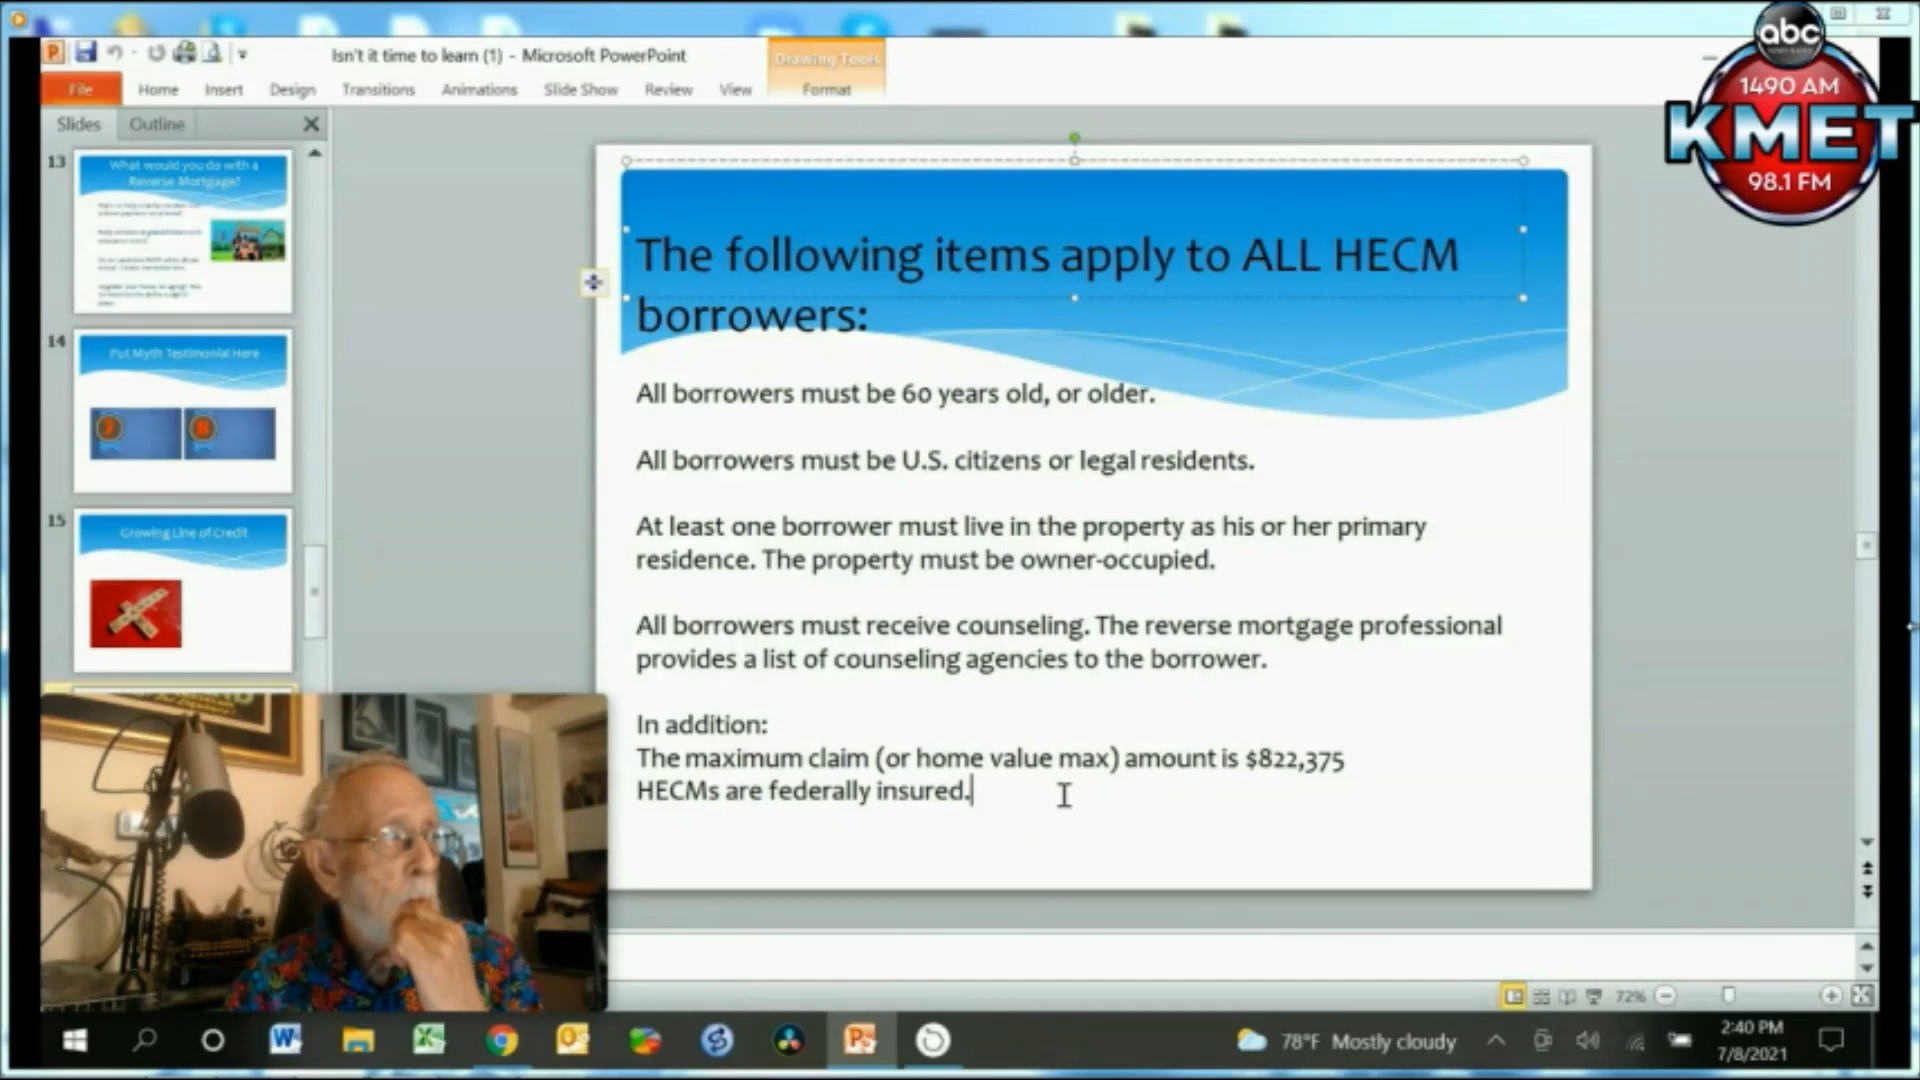 Isn't it time to learn (1) - Microsoft PowerPoint
Drawing Tools
File Home Insert Design Transitions Animations Slide Show Review View Format
abc
1490 AM
KMET
98.1 FM
Slides Outline
13
What would you do with a
Reverse Mortgage?
14
Put Myth Testimonial Here
15
Growing Line of Credit
The following items apply to ALL HECM
borrowers:
All borrowers must be 60 years old, or older.
All borrowers must be U.S. citizens or legal residents.
At least one borrower must live in the property as his or her primary
residence. The property must be owner-occupied.
All borrowers must receive counseling. The reverse mortgage professional
provides a list of counseling agencies to the borrower.
In addition:
The maximum claim (or home value max) amount is $822,375
HECMs are federally insured.
72%
78°F Mostly cloudy
2:40 PM
7/8/2021